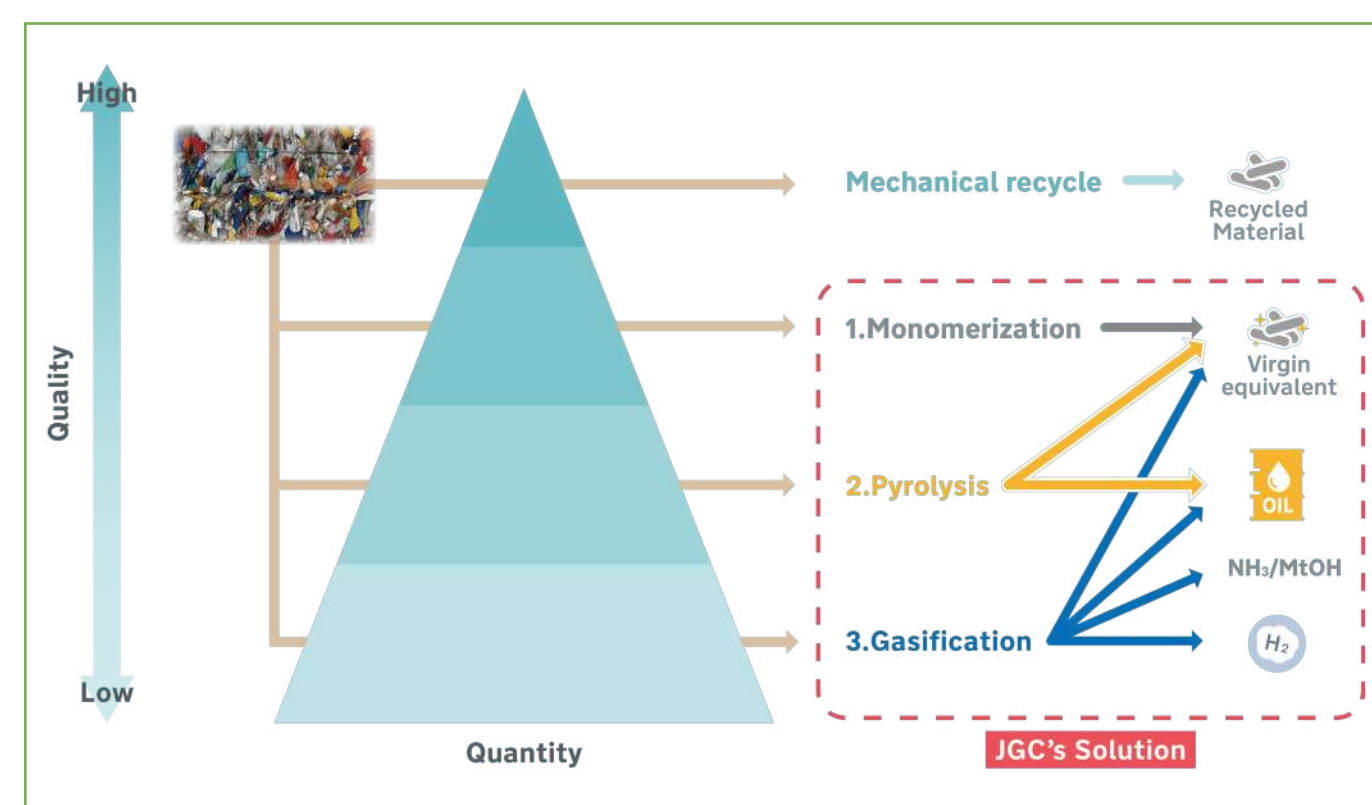 High
Quality
Low
Quantity
Mechanical recycle
Recycled
Material
1.Monomerization
Virgin
equivalent
2.Pyrolysis
OIL
NH₃/MtOH
3.Gasification
H₂
JGC's Solution